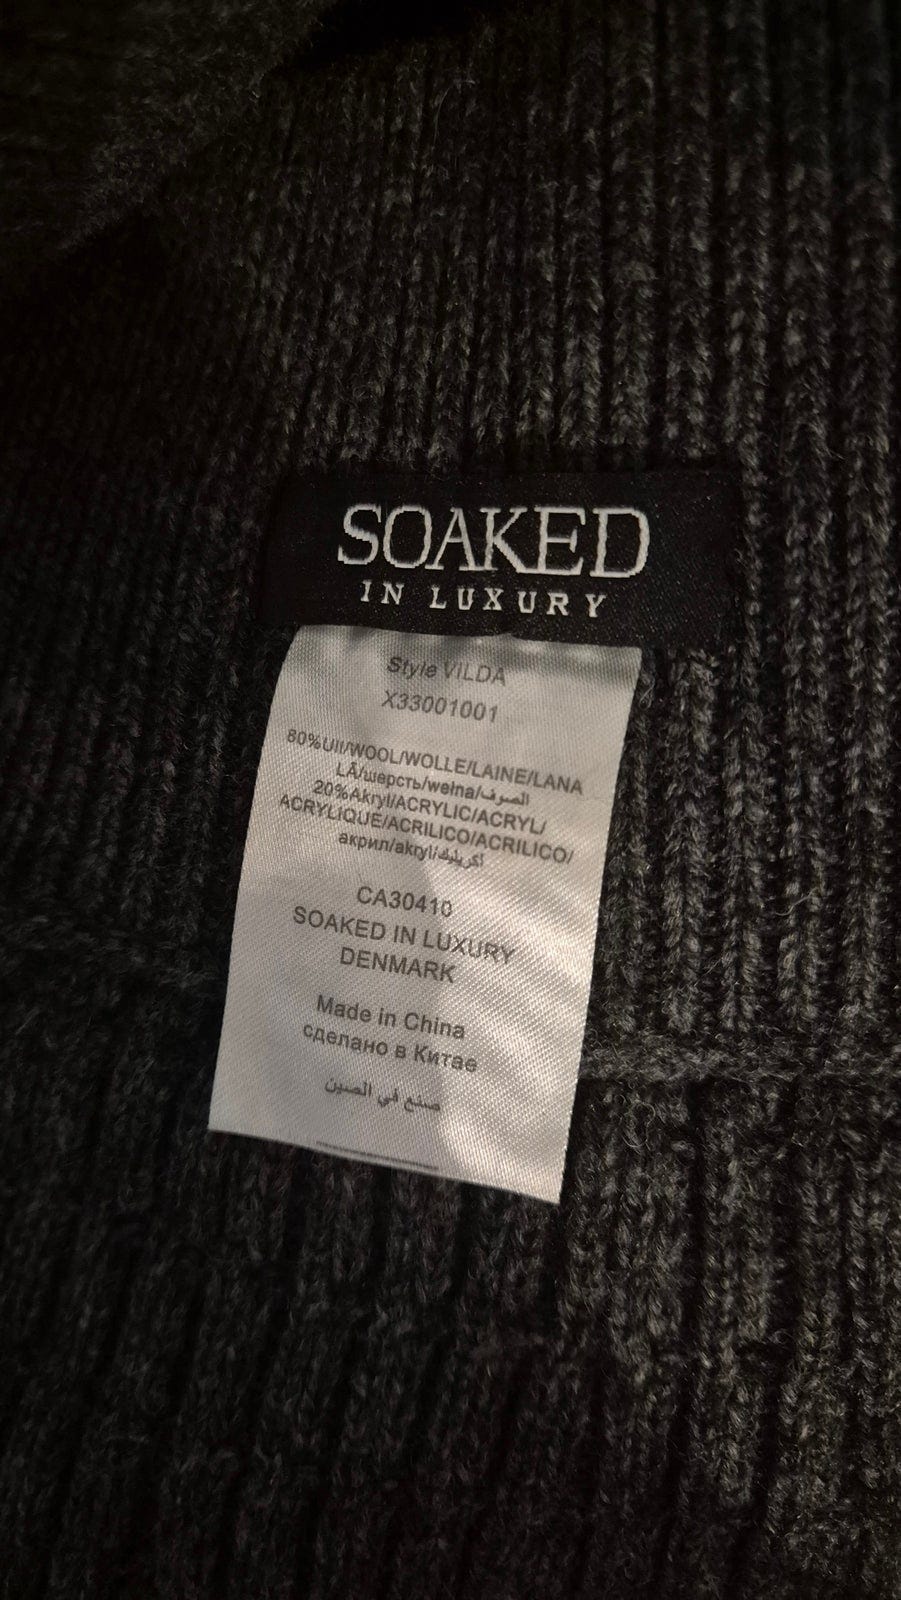 SOAKED
IN LUXURY
Style VILDA
X33001001
80%Ull/WOOL/WOLLE/LAINE/LANA
LÃ/шерсть/wełna/الصوف
20%Akryl/ACRYLIC/ACRYL/
ACRYLIQUE/ACRILICO/ACRILICO/
акрил/akryl/اكريليك
CA30410
SOAKED IN LUXURY
DENMARK
Made in China
сделано в Китае
صنع في الصين